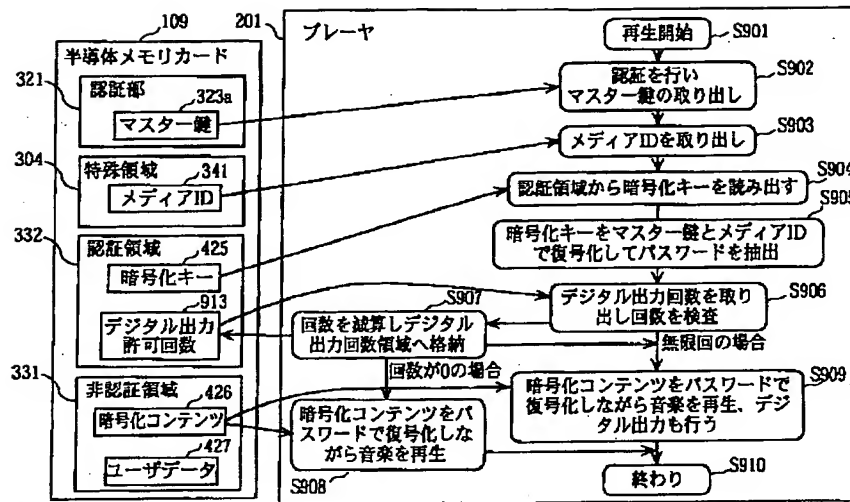 109
半導体メモリカード
321
認証部
323a
マスター鍵
304
特殊領域
341
メディアID
332
認証領域
425
暗号化キー
913
デジタル出力
許可回数
331
非認証領域
426
暗号化コンテンツ
427
ユーザデータ
201
プレーヤ
再生開始
S901
認証を行い
マスター鍵の取り出し
S902
メディアIDを取り出し
S903
認証領域から暗号化キーを読み出す
S904
暗号化キーをマスター鍵とメディアID
で復号化してパスワードを抽出
S905
デジタル出力回数を取り
出し回数を検査
S906
S907
回数を減算しデジタル
出力回数領域へ格納
無限回の場合
回数が0の場合
暗号化コンテンツをパ
スワードで復号化しな
がら音楽を再生
S908
暗号化コンテンツをパスワードで
復号化しながら音楽を再生、デジ
タル出力も行う
S909
終わり
S910